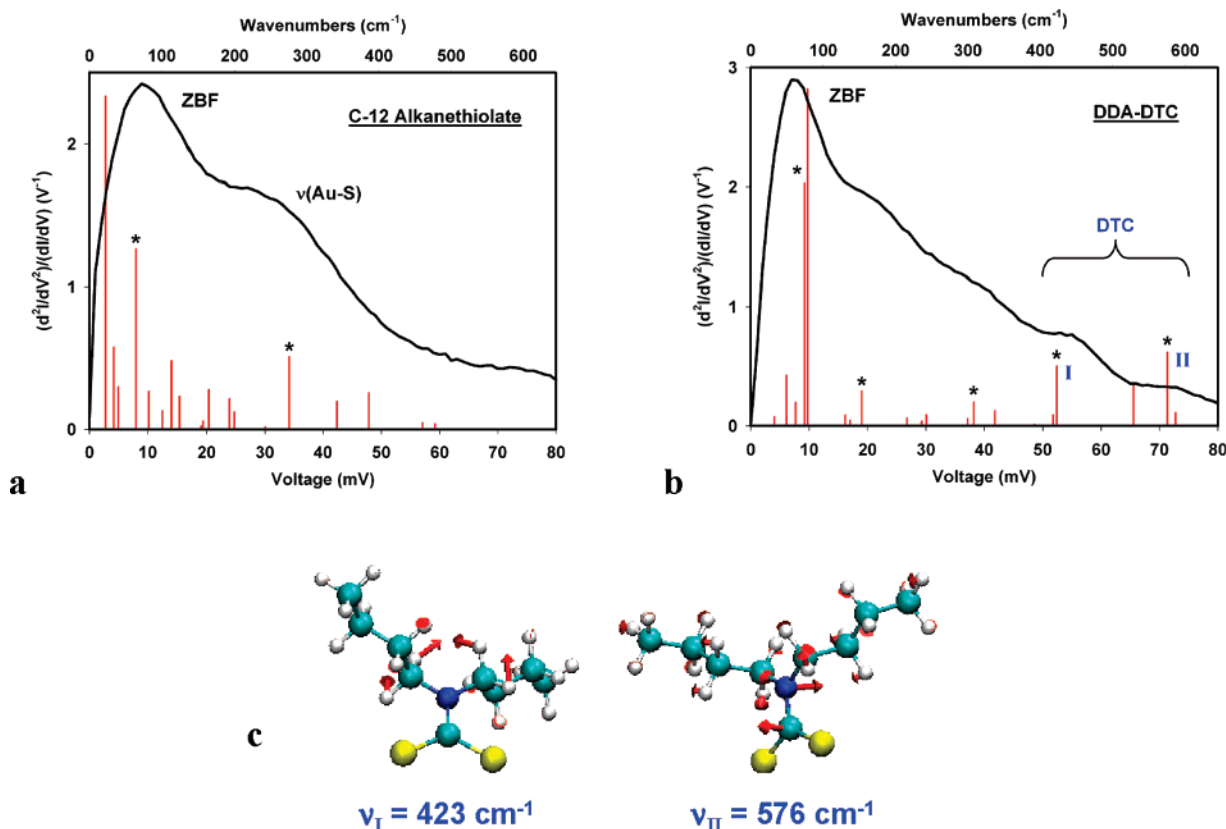 Wavenumbers (cm⁻¹)
0 100 200 300 400 500 600
(d²I/dV²)/(dI/dV) (V⁻¹)
2
1
0
ZBF
C-12 Alkanethiolate
*
ν(Au-S)
*
0 10 20 30 40 50 60 70 80
Voltage (mV)
a
Wavenumbers (cm⁻¹)
0 100 200 300 400 500 600
(d²I/dV²)/(dI/dV) (V⁻¹)
3
2
1
0
ZBF
DDA-DTC
*
DTC
* * * I * II
0 10 20 30 40 50 60 70 80
Voltage (mV)
b
c
ν_I = 423 cm⁻¹
ν_II = 576 cm⁻¹